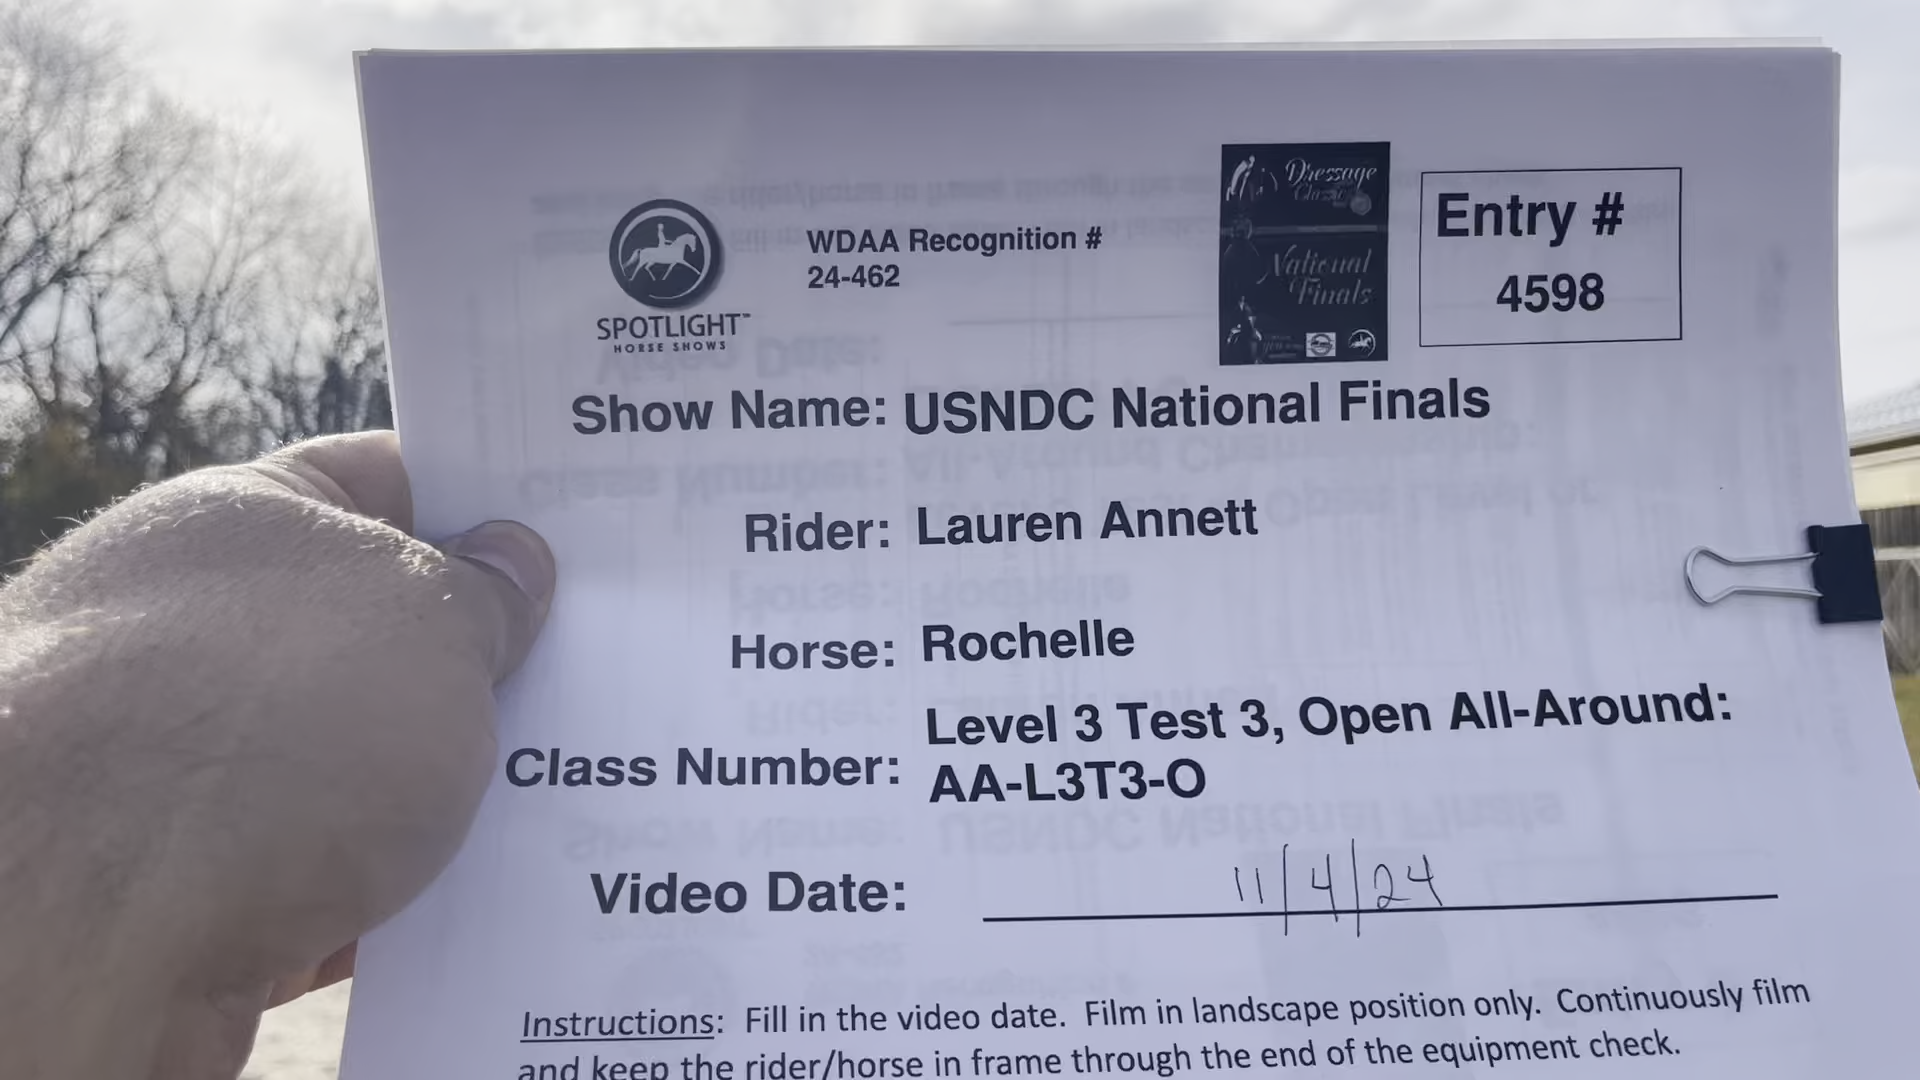 WDAA Recognition #
24-462
SPOTLIGHT™
HORSE SHOWS
Dressage
Classic
National
Finals
Entry #
4598
Show Name: USNDC National Finals
Rider: Lauren Annett
Horse: Rochelle
Class Number: Level 3 Test 3, Open All-Around:
AA-L3T3-O
Video Date: 11/4/24
Instructions: Fill in the video date. Film in landscape position only. Continuously film
and keep the rider/horse in frame through the end of the equipment check.